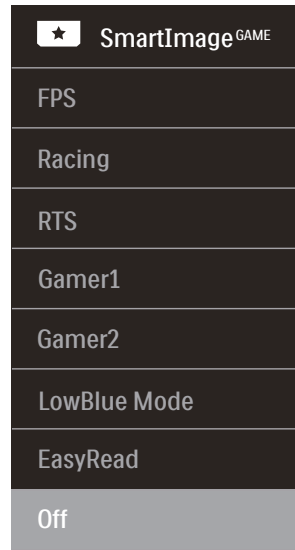 SmartImage GAME
FPS
Racing
RTS
Gamer1
Gamer2
LowBlue Mode
EasyRead
Off